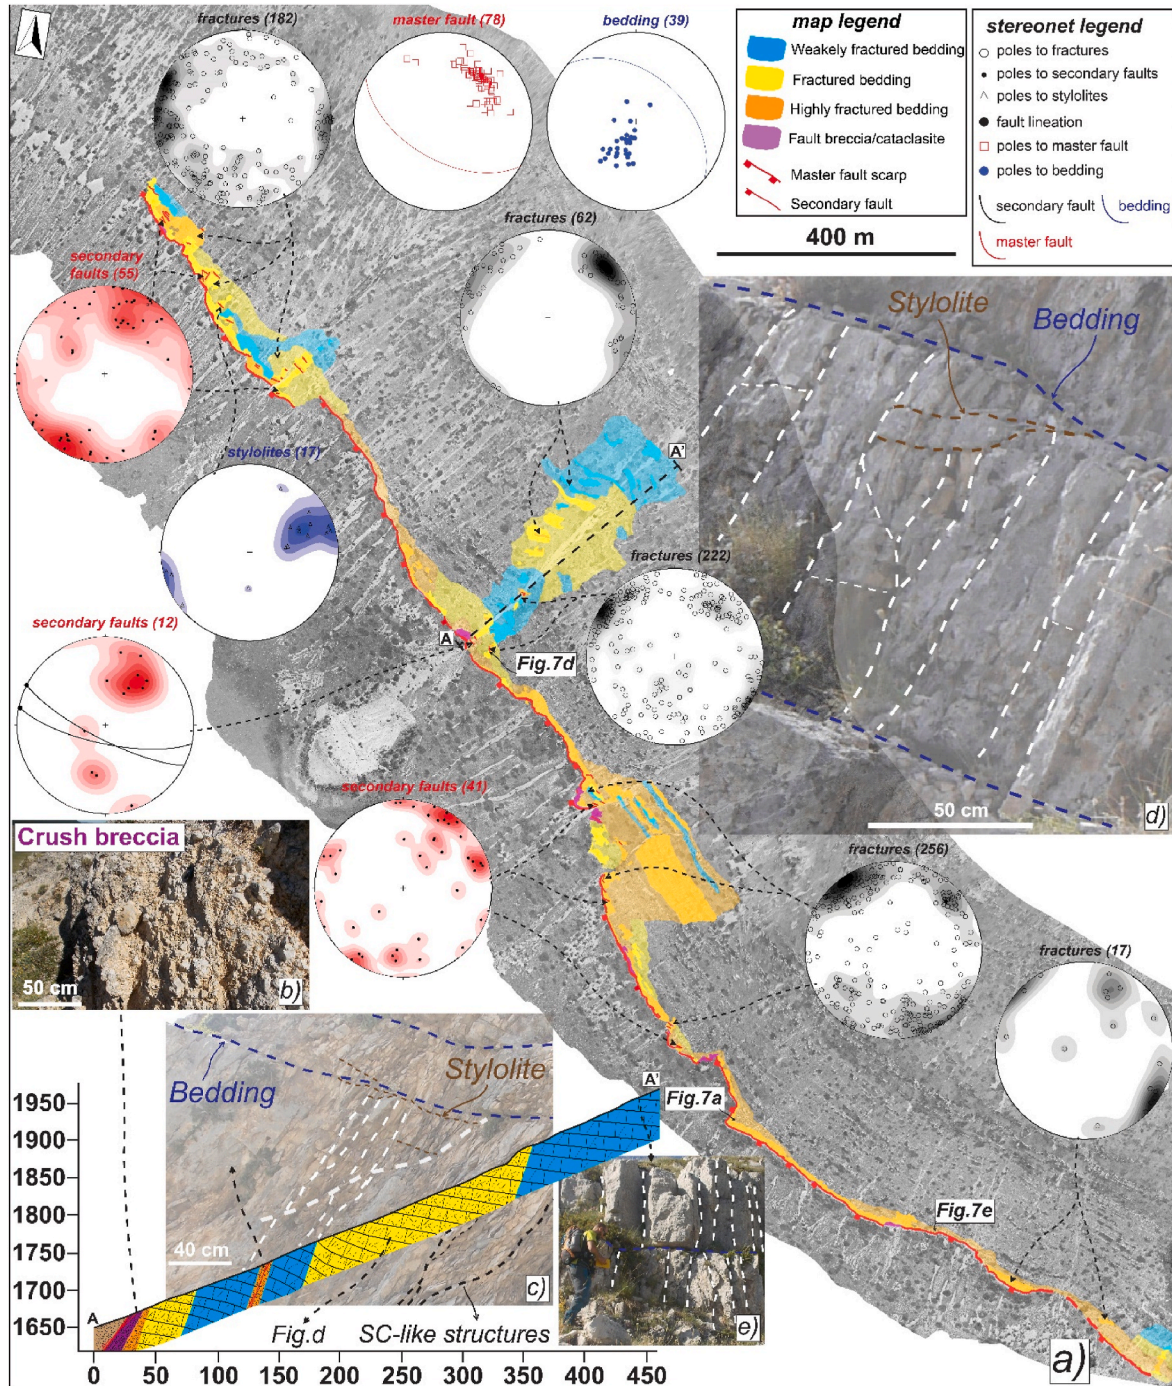 fractures (182)
master fault (78)
bedding (39)
map legend
Weakely fractured bedding
Fractured bedding
Highly fractured bedding
Fault breccia/cataclasite
Master fault scarp
Secondary fault
stereonet legend
poles to fractures
poles to secondary faults
poles to stylolites
fault lineation
poles to master fault
poles to bedding
secondary fault
bedding
master fault
400 m
fractures (62)
secondary
faults (55)
Stylolite
Bedding
A'
stylolites (17)
fractures (222)
secondary faults (12)
A
Fig.7d
50 cm
d)
secondary faults (41)
Crush breccia
50 cm
b)
fractures (256)
fractures (17)
Bedding
Stylolite
A'
Fig.7a
1950
1900
1850
1800
1750
1700
1650
40 cm
c)
A
Fig.d
SC-like structures
e)
Fig.7e
a)
0
50
100
150
200
250
300
350
400
450